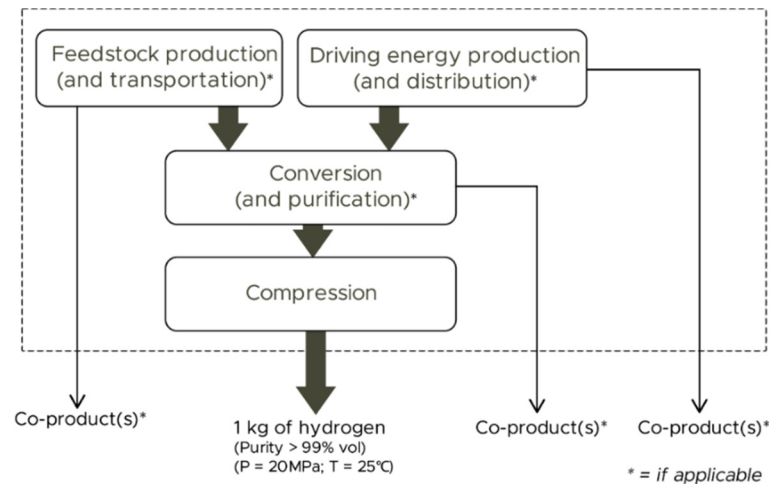 Feedstock production
(and transportation)*
Driving energy production
(and distribution)*
Conversion
(and purification)*
Compression
Co-product(s)*
1 kg of hydrogen
(Purity > 99% vol)
(P = 20MPa; T = 25℃)
Co-product(s)*
Co-product(s)*
* = if applicable